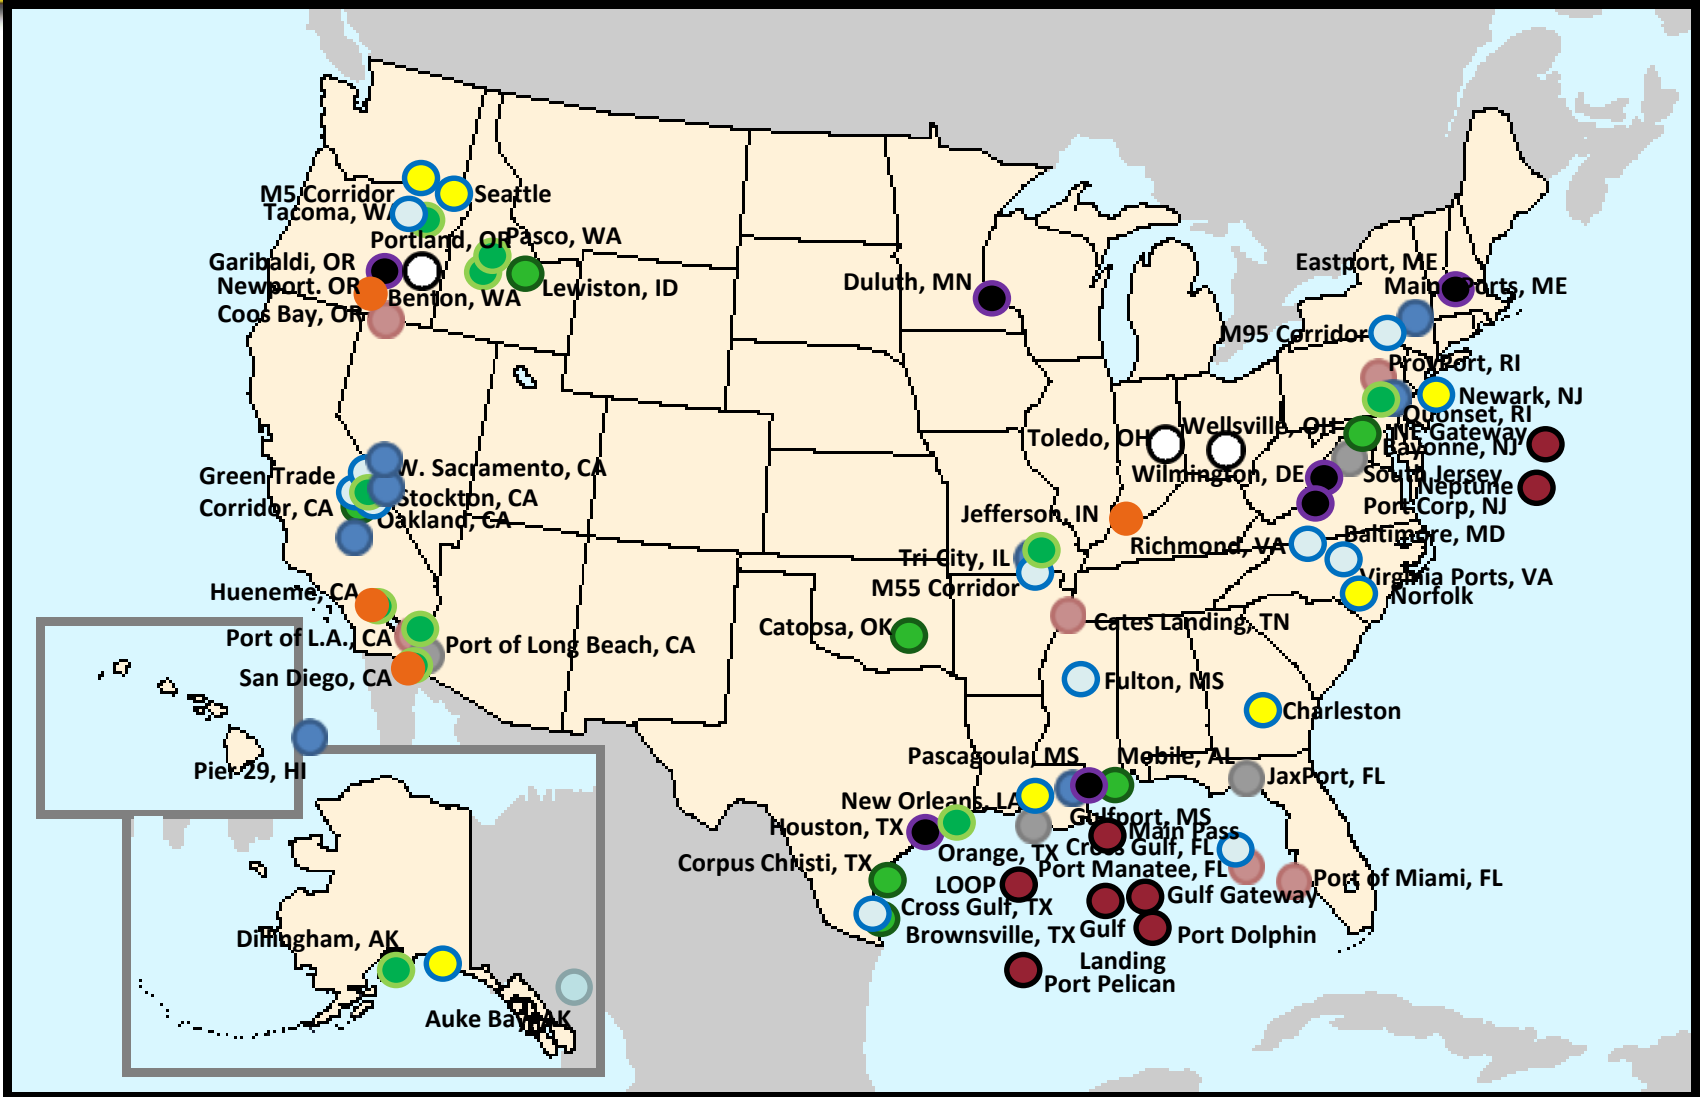 M5 Corridor
Seattle
Tacoma, WA
Portland, OR
Pasco, WA
Garibaldi, OR
Newport. OR
Benton, WA
Lewiston, ID
Coos Bay, OR
Duluth, MN
Eastport, ME
Maine Ports, ME
M95 Corridor
ProvPort, RI
Newark, NJ
Quonset, RI
Toledo, OH
Wellsville, OH
NE Gateway
Bayonne, NJ
Green Trade
Corridor, CA
W. Sacramento, CA
Stockton, CA
Oakland, CA
Wilmington, DE
South Jersey
Port Corp, NJ
Neptune
Jefferson, IN
Richmond, VA
Baltimore, MD
Tri City, IL
M55 Corridor
Virginia Ports, VA
Norfolk
Hueneme, CA
Port of L.A., CA
Port of Long Beach, CA
San Diego, CA
Catoosa, OK
Cates Landing, TN
Fulton, MS
Charleston
Pier 29, HI
Pascagoula, MS
Mobile, AL
JaxPort, FL
New Orleans, LA
Gulfport, MS
Houston, TX
Main Pass
Orange, TX
Cross Gulf, FL
Corpus Christi, TX
Port Manatee, FL
Port of Miami, FL
LOOP
Gulf Gateway
Cross Gulf, TX
Brownsville, TX
Gulf
Landing
Port Dolphin
Port Pelican
Dillingham, AK
Auke Bay, AK